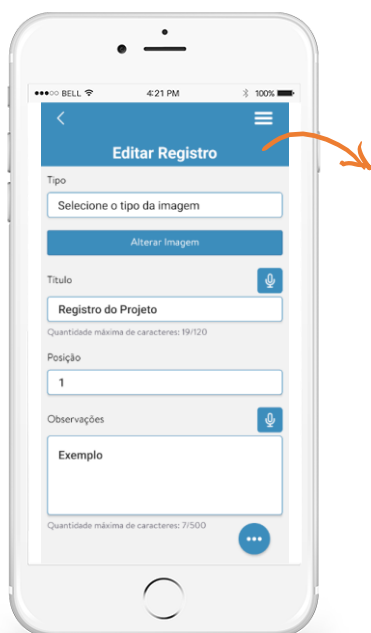 BELL 4:21 PM 100%
Editar Registro
Tipo
Selecione o tipo da imagem
Alterar Imagem
Título
Registro do Projeto
Quantidade máxima de caracteres: 19/120
Posição
1
Observações
Exemplo
Quantidade máxima de caracteres: 7/500